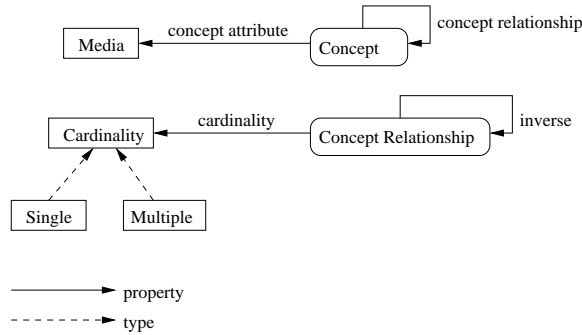 concept relationship
concept attribute
Media
Concept
cardinality
inverse
Cardinality
Concept Relationship
Single
Multiple
property
type